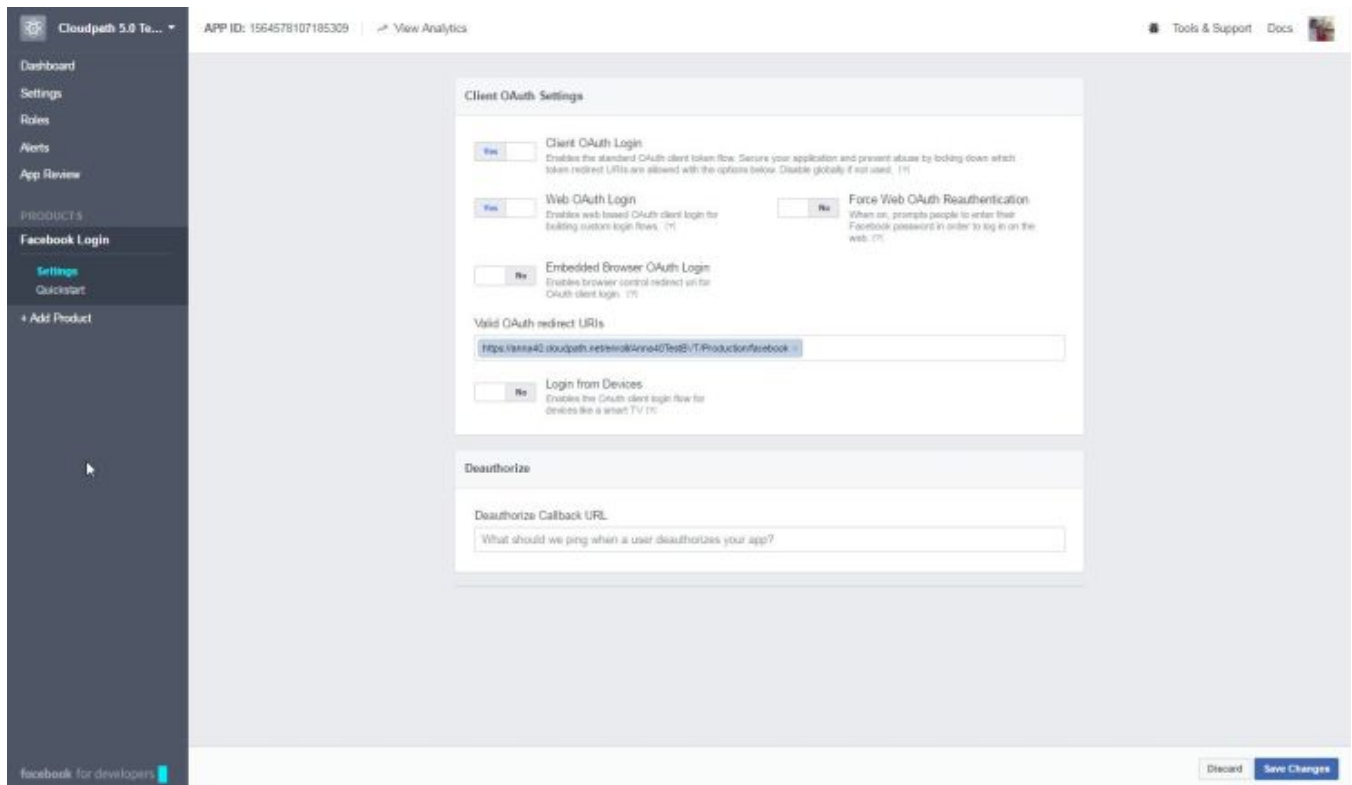 Cloudpath 5.0 Te...
APP ID: 1564578107185309
View Analytics
Tools & Support
Docs
Dashboard
Settings
Roles
Alerts
App Review
PRODUCTS
Facebook Login
Settings
Quickstart
+ Add Product
Client OAuth Settings
Yes
Client OAuth Login
Enables the standard OAuth client token flow. Secure your application and prevent abuse by locking down which
token redirect URIs are allowed with the options below. Disable globally if not used. [?]
Yes
Web OAuth Login
Enables web based OAuth client login for
building custom login flows. [?]
No
Force Web OAuth Reauthentication
When on, prompts people to enter their
Facebook password in order to log in on the
web. [?]
No
Embedded Browser OAuth Login
Enables browser control redirect uri for
OAuth client login. [?]
Valid OAuth redirect URIs
https://anna42.cloudpath.net/enroll/Anna40TestBVT/Production/facebook
No
Login from Devices
Enables the OAuth client login flow for
devices like a smart TV [?]
Deauthorize
Deauthorize Callback URL
What should we ping when a user deauthorizes your app?
facebook for developers
Discard
Save Changes